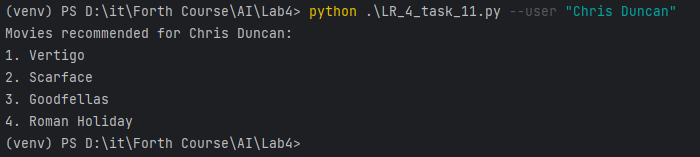 (venv) PS D:\it\Forth Course\AI\Lab4> python .\LR_4_task_11.py --user "Chris Duncan"
Movies recommended for Chris Duncan:
1. Vertigo
2. Scarface
3. Goodfellas
4. Roman Holiday
(venv) PS D:\it\Forth Course\AI\Lab4>